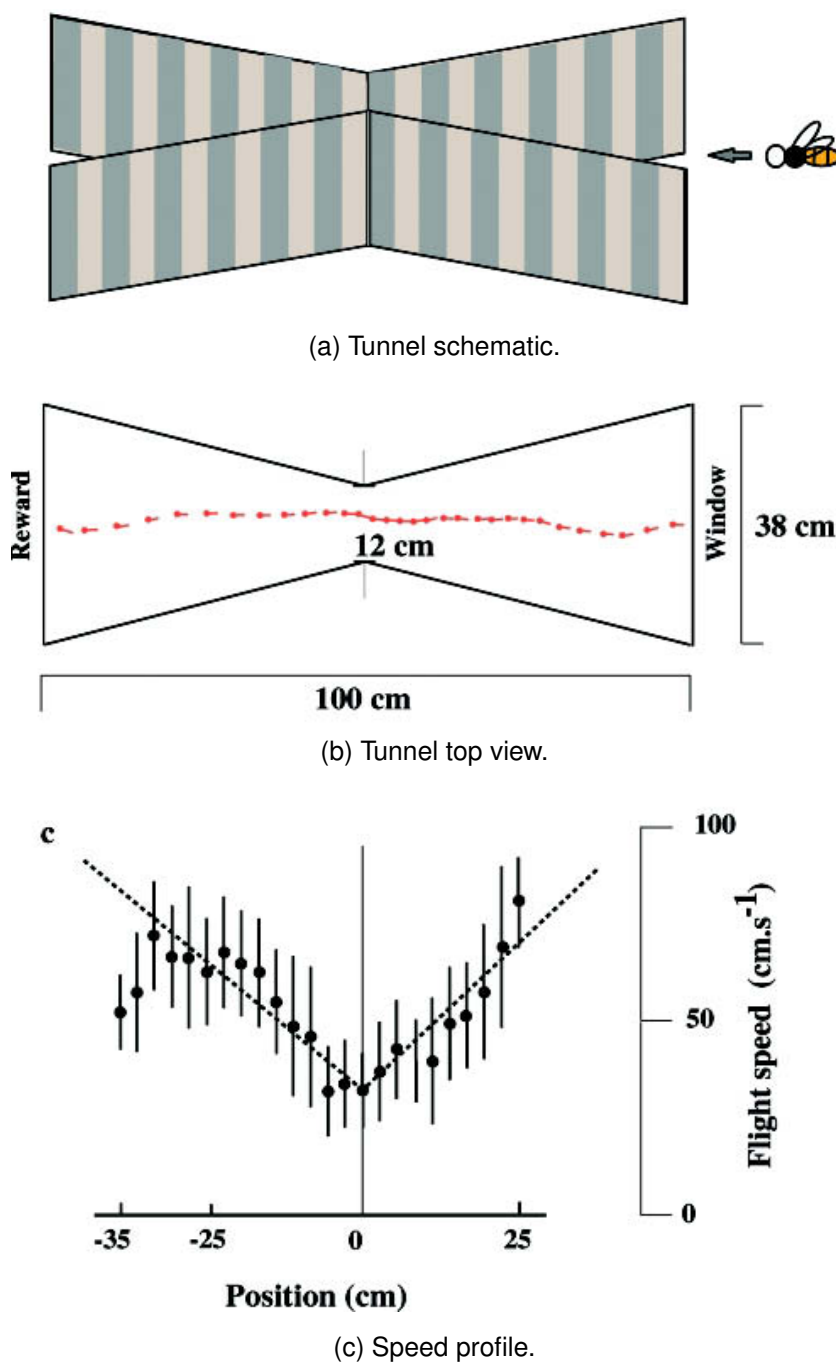 (a) Tunnel schematic.
Reward
12 cm
Window
38 cm
100 cm
(b) Tunnel top view.
c
100
50
0
Flight speed (cm.s-1)
-35 -25 0 25
Position (cm)
(c) Speed profile.